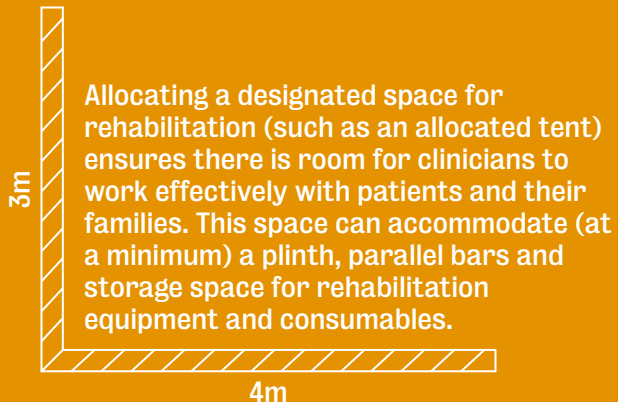 3m
Allocating a designated space for
rehabilitation (such as an allocated tent)
ensures there is room for clinicians to
work effectively with patients and their
families. This space can accommodate (at
a minimum) a plinth, parallel bars and
storage space for rehabilitation
equipment and consumables.
4m